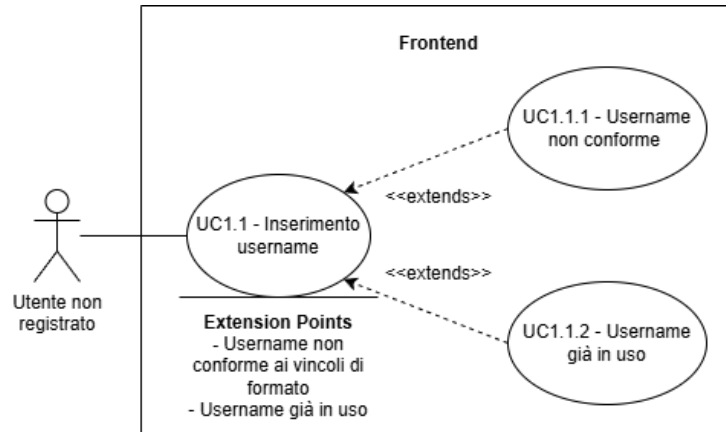 Frontend
UC1.1.1 - Username
non conforme
<<extends>>
UC1.1 - Inserimento
username
<<extends>>
Utente non
registrato
Extension Points
- Username non
conforme ai vincoli di
formato
- Username già in uso
UC1.1.2 - Username
già in uso